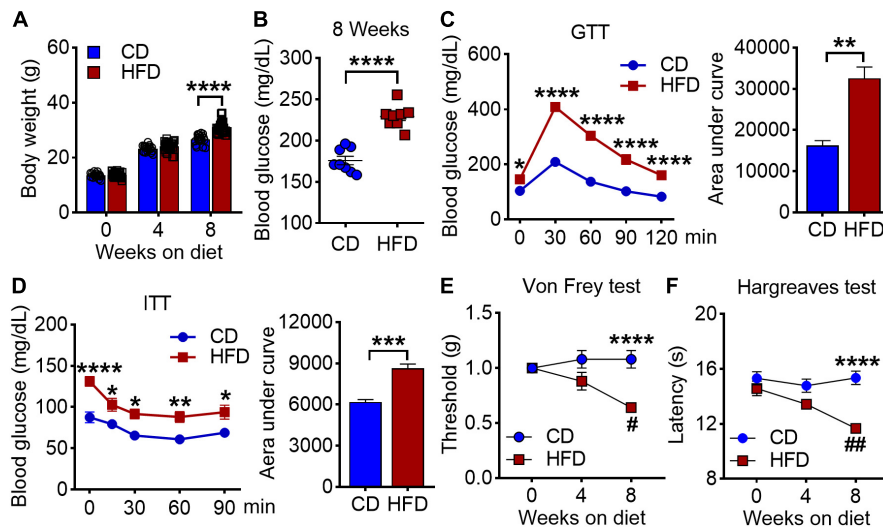 A
Body weight (g)
60
40
20
0
CD
HFD
****
0 4 8
Weeks on diet
B
8 Weeks
Blood glucose (mg/dL)
300
250
200
150
100
****
CD HFD
C
GTT
Blood glucose (mg/dL)
600
400
200
0
CD
HFD
* **** **** **** ****
0 30 60 90 120 min
Area under curve
40000
30000
20000
10000
0
**
CD HFD
D
ITT
Blood glucose (mg/dL)
200
150
100
50
0
CD
HFD
**** * * ** *
0 30 60 90 min
Aera under curve
12000
9000
6000
3000
0
***
CD HFD
E
Von Frey test
Threshold (g)
1.5
1.0
0.5
0.0
****
#
CD
HFD
0 4 8
Weeks on diet
F
Hargreaves test
Latency (s)
20
16
12
8
****
##
CD
HFD
0 4 8
Weeks on diet